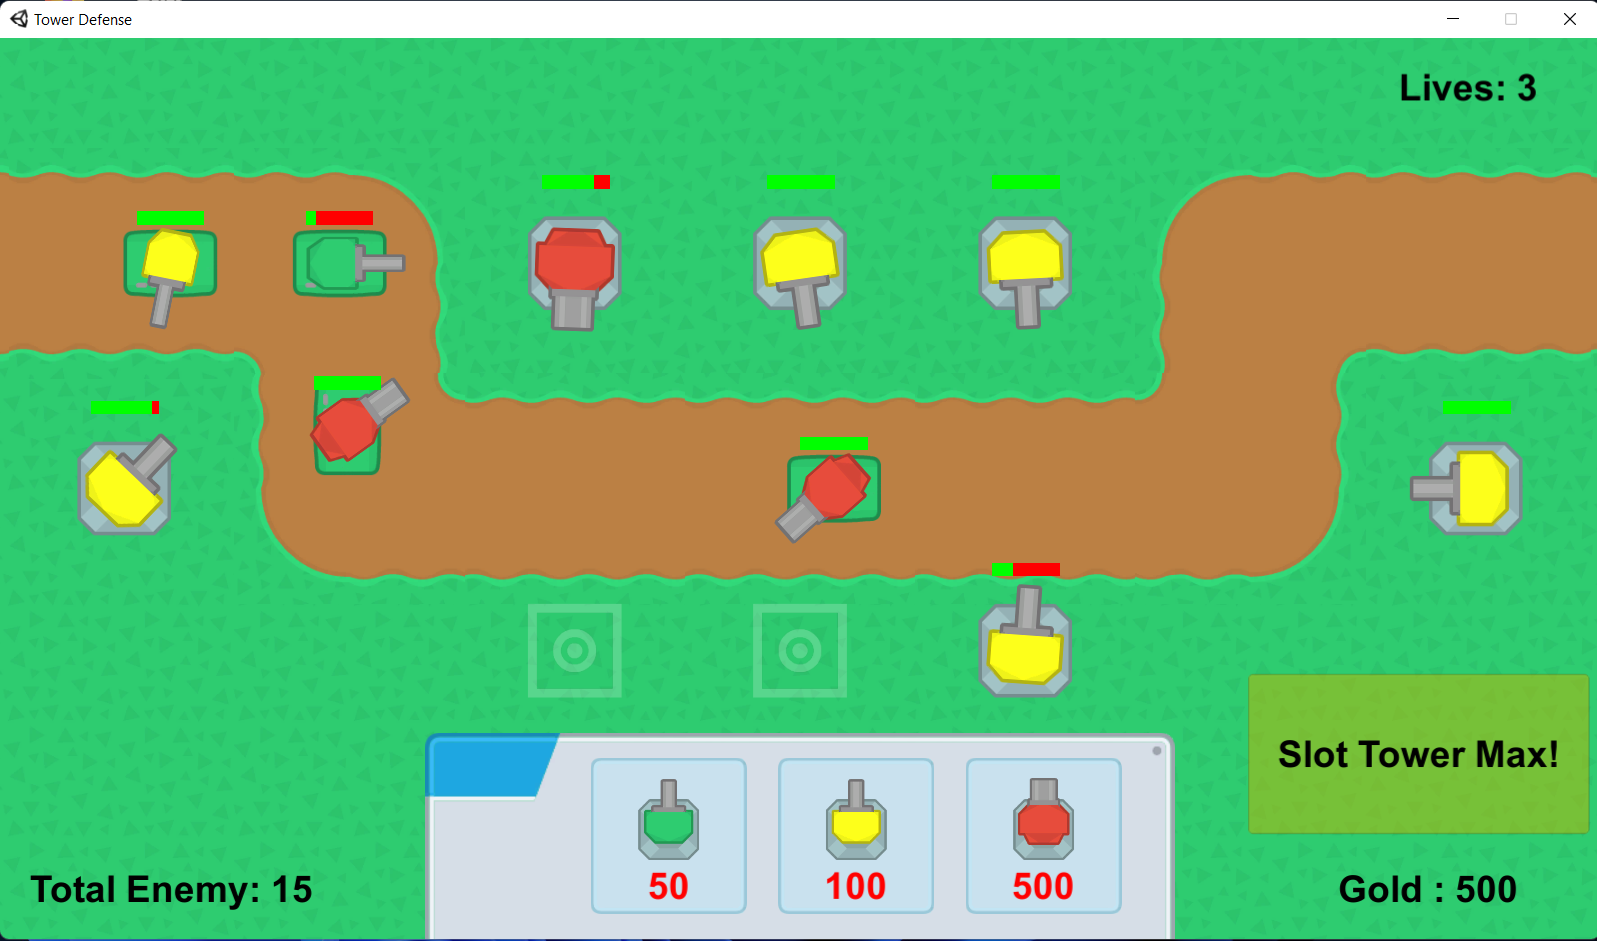 Tower Defense
Lives: 3
Slot Tower Max!
50
100
500
Total Enemy: 15
Gold : 500